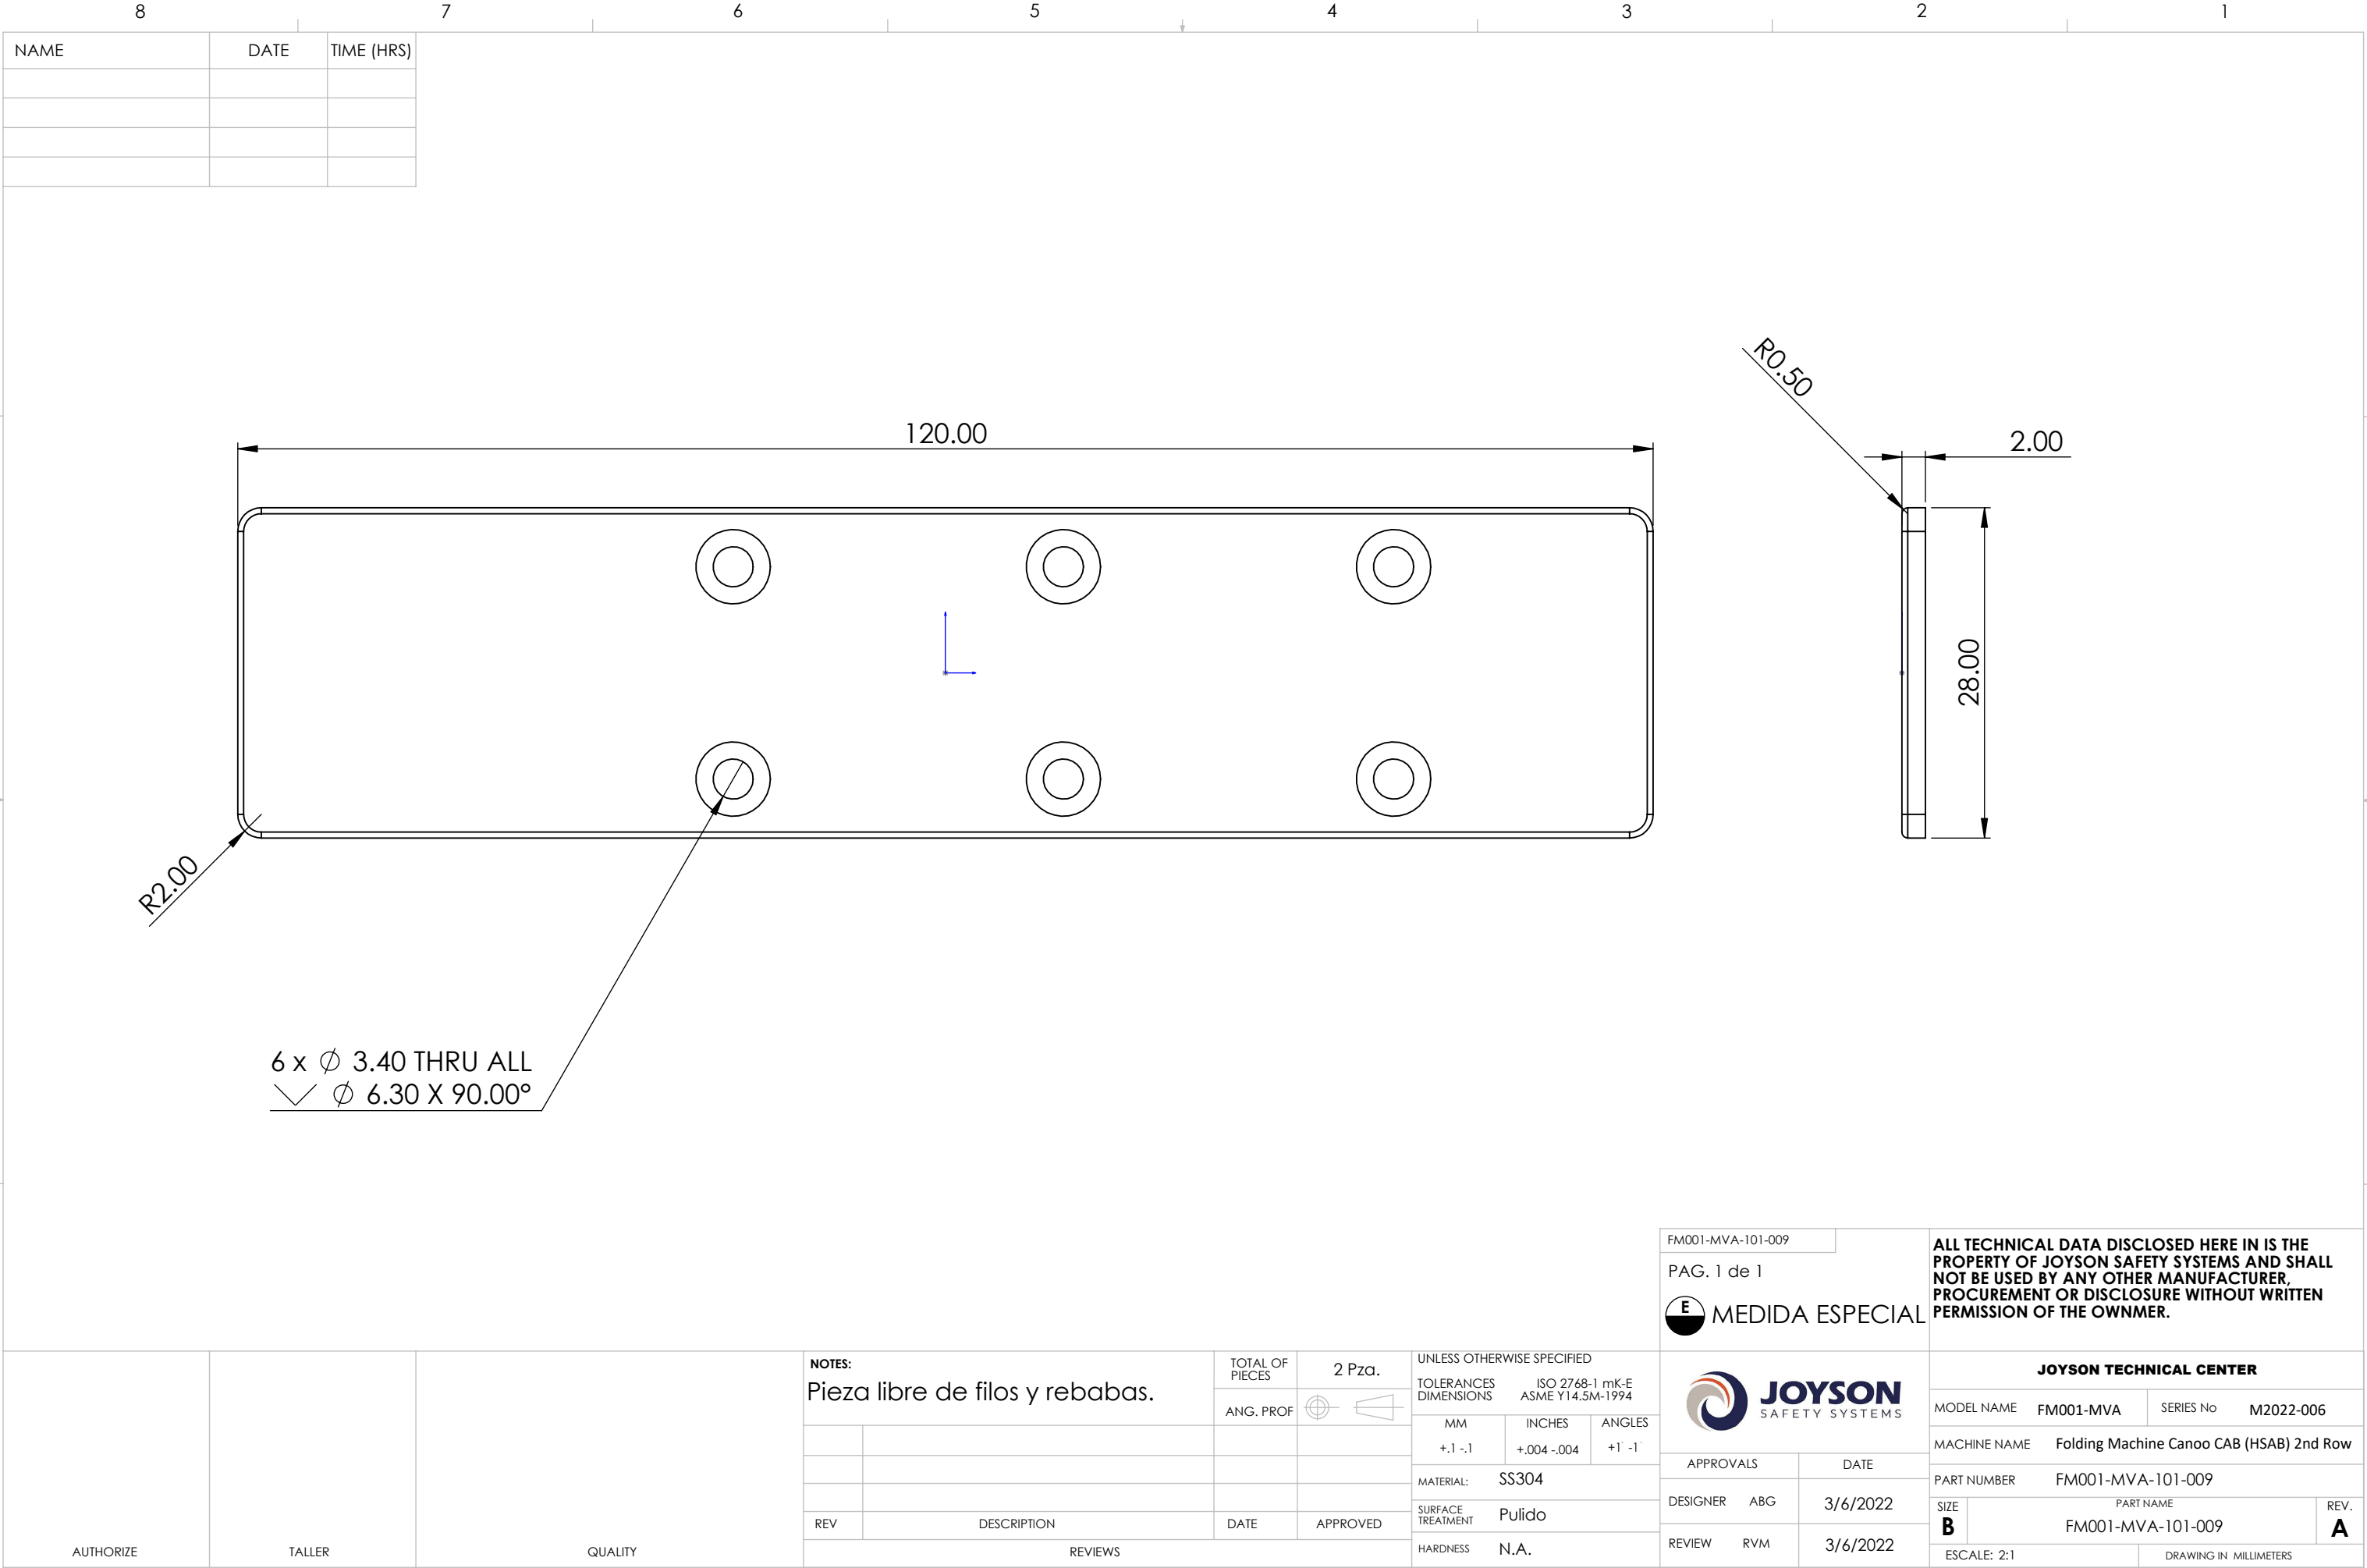 8 7 6 5 4 3 2 1
NAME DATE TIME (HRS)
R0.50
120.00
2.00
28.00
R2.00
6 x ∅ 3.40 THRU ALL
⌵ ∅ 6.30 X 90.00°
FM001-MVA-101-009
PAG. 1 de 1
E MEDIDA ESPECIAL
ALL TECHNICAL DATA DISCLOSED HERE IN IS THE
PROPERTY OF JOYSON SAFETY SYSTEMS AND SHALL
NOT BE USED BY ANY OTHER MANUFACTURER,
PROCUREMENT OR DISCLOSURE WITHOUT WRITTEN
PERMISSION OF THE OWNMER.
AUTHORIZE TALLER QUALITY
NOTES:
Pieza libre de filos y rebabas.
TOTAL OF
PIECES
2 Pza.
ANG. PROF
REV DESCRIPTION DATE APPROVED
REVIEWS
UNLESS OTHERWISE SPECIFIED
TOLERANCES ISO 2768-1 mK-E
DIMENSIONS ASME Y14.5M-1994
MM INCHES ANGLES
+.1 -.1 +.004 -.004 +1˙ -1˙
MATERIAL: SS304
SURFACE
TREATMENT
Pulido
HARDNESS N.A.
JOYSON
SAFETY SYSTEMS
APPROVALS DATE
DESIGNER ABG 3/6/2022
REVIEW RVM 3/6/2022
JOYSON TECHNICAL CENTER
MODEL NAME FM001-MVA SERIES No M2022-006
MACHINE NAME Folding Machine Canoo CAB (HSAB) 2nd Row
PART NUMBER FM001-MVA-101-009
SIZE PART NAME REV.
B FM001-MVA-101-009 A
ESCALE: 2:1 DRAWING IN MILLIMETERS